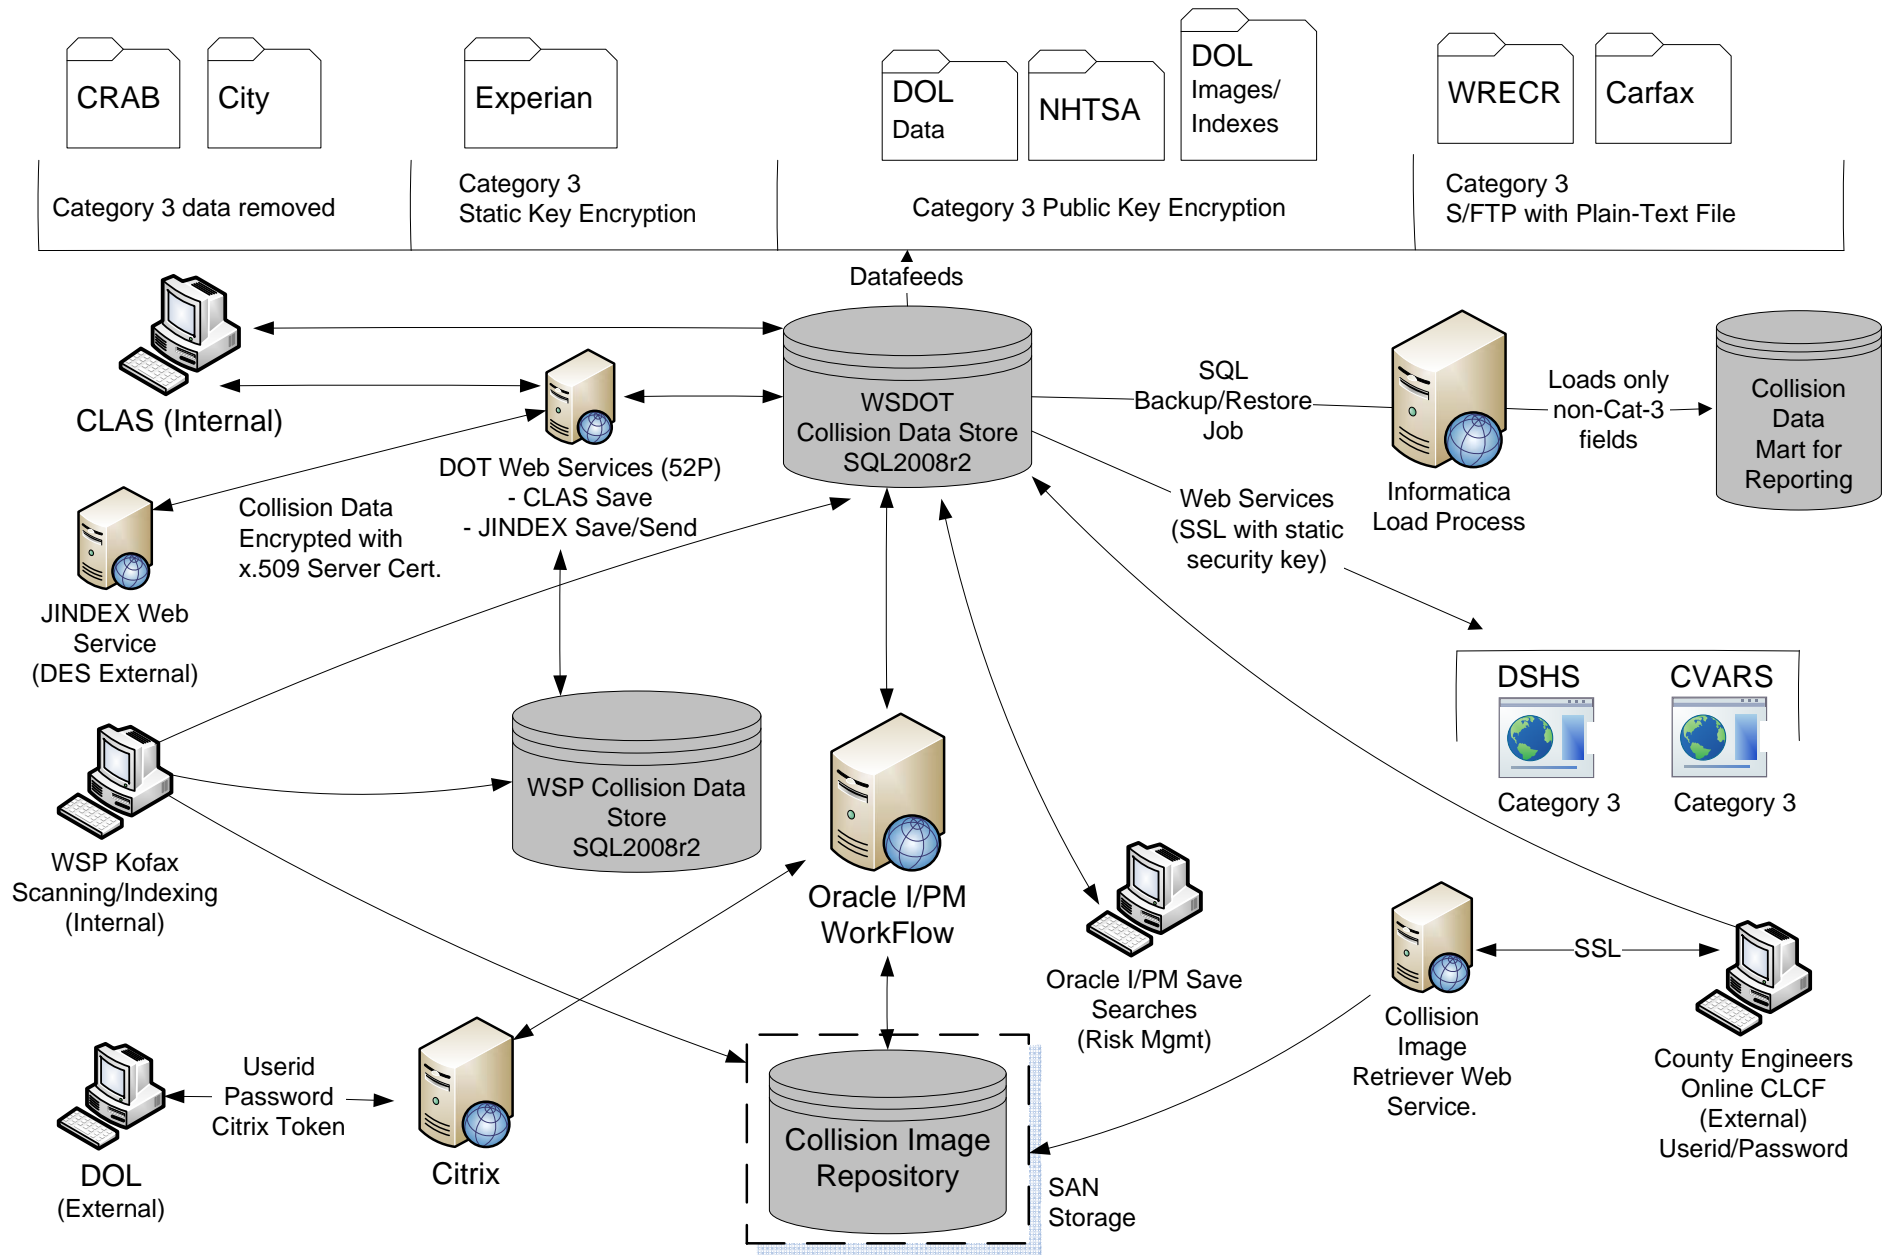 CRAB
City
Experian
DOL
Data
NHTSA
DOL
Images/
Indexes
WRECR
Carfax
Category 3 data removed
Category 3
Static Key Encryption
Category 3 Public Key Encryption
Category 3
S/FTP with Plain-Text File
Datafeeds
CLAS (Internal)
WSDOT
Collision Data Store
SQL2008r2
SQL
Backup/Restore
Job
Informatica
Load Process
Loads only
non-Cat-3
fields
Collision
Data
Mart for
Reporting
DOT Web Services (52P)
- CLAS Save
- JINDEX Save/Send
Collision Data
Encrypted with
x.509 Server Cert.
JINDEX Web
Service
(DES External)
Web Services
(SSL with static
security key)
DSHS
CVARS
Category 3
Category 3
WSP Kofax
Scanning/Indexing
(Internal)
WSP Collision Data
Store
SQL2008r2
Oracle I/PM
WorkFlow
Oracle I/PM Save
Searches
(Risk Mgmt)
Collision
Image
Retriever Web
Service.
SSL
County Engineers
Online CLCF
(External)
Userid/Password
DOL
(External)
Userid
Password
Citrix Token
Citrix
Collision Image
Repository
SAN
Storage